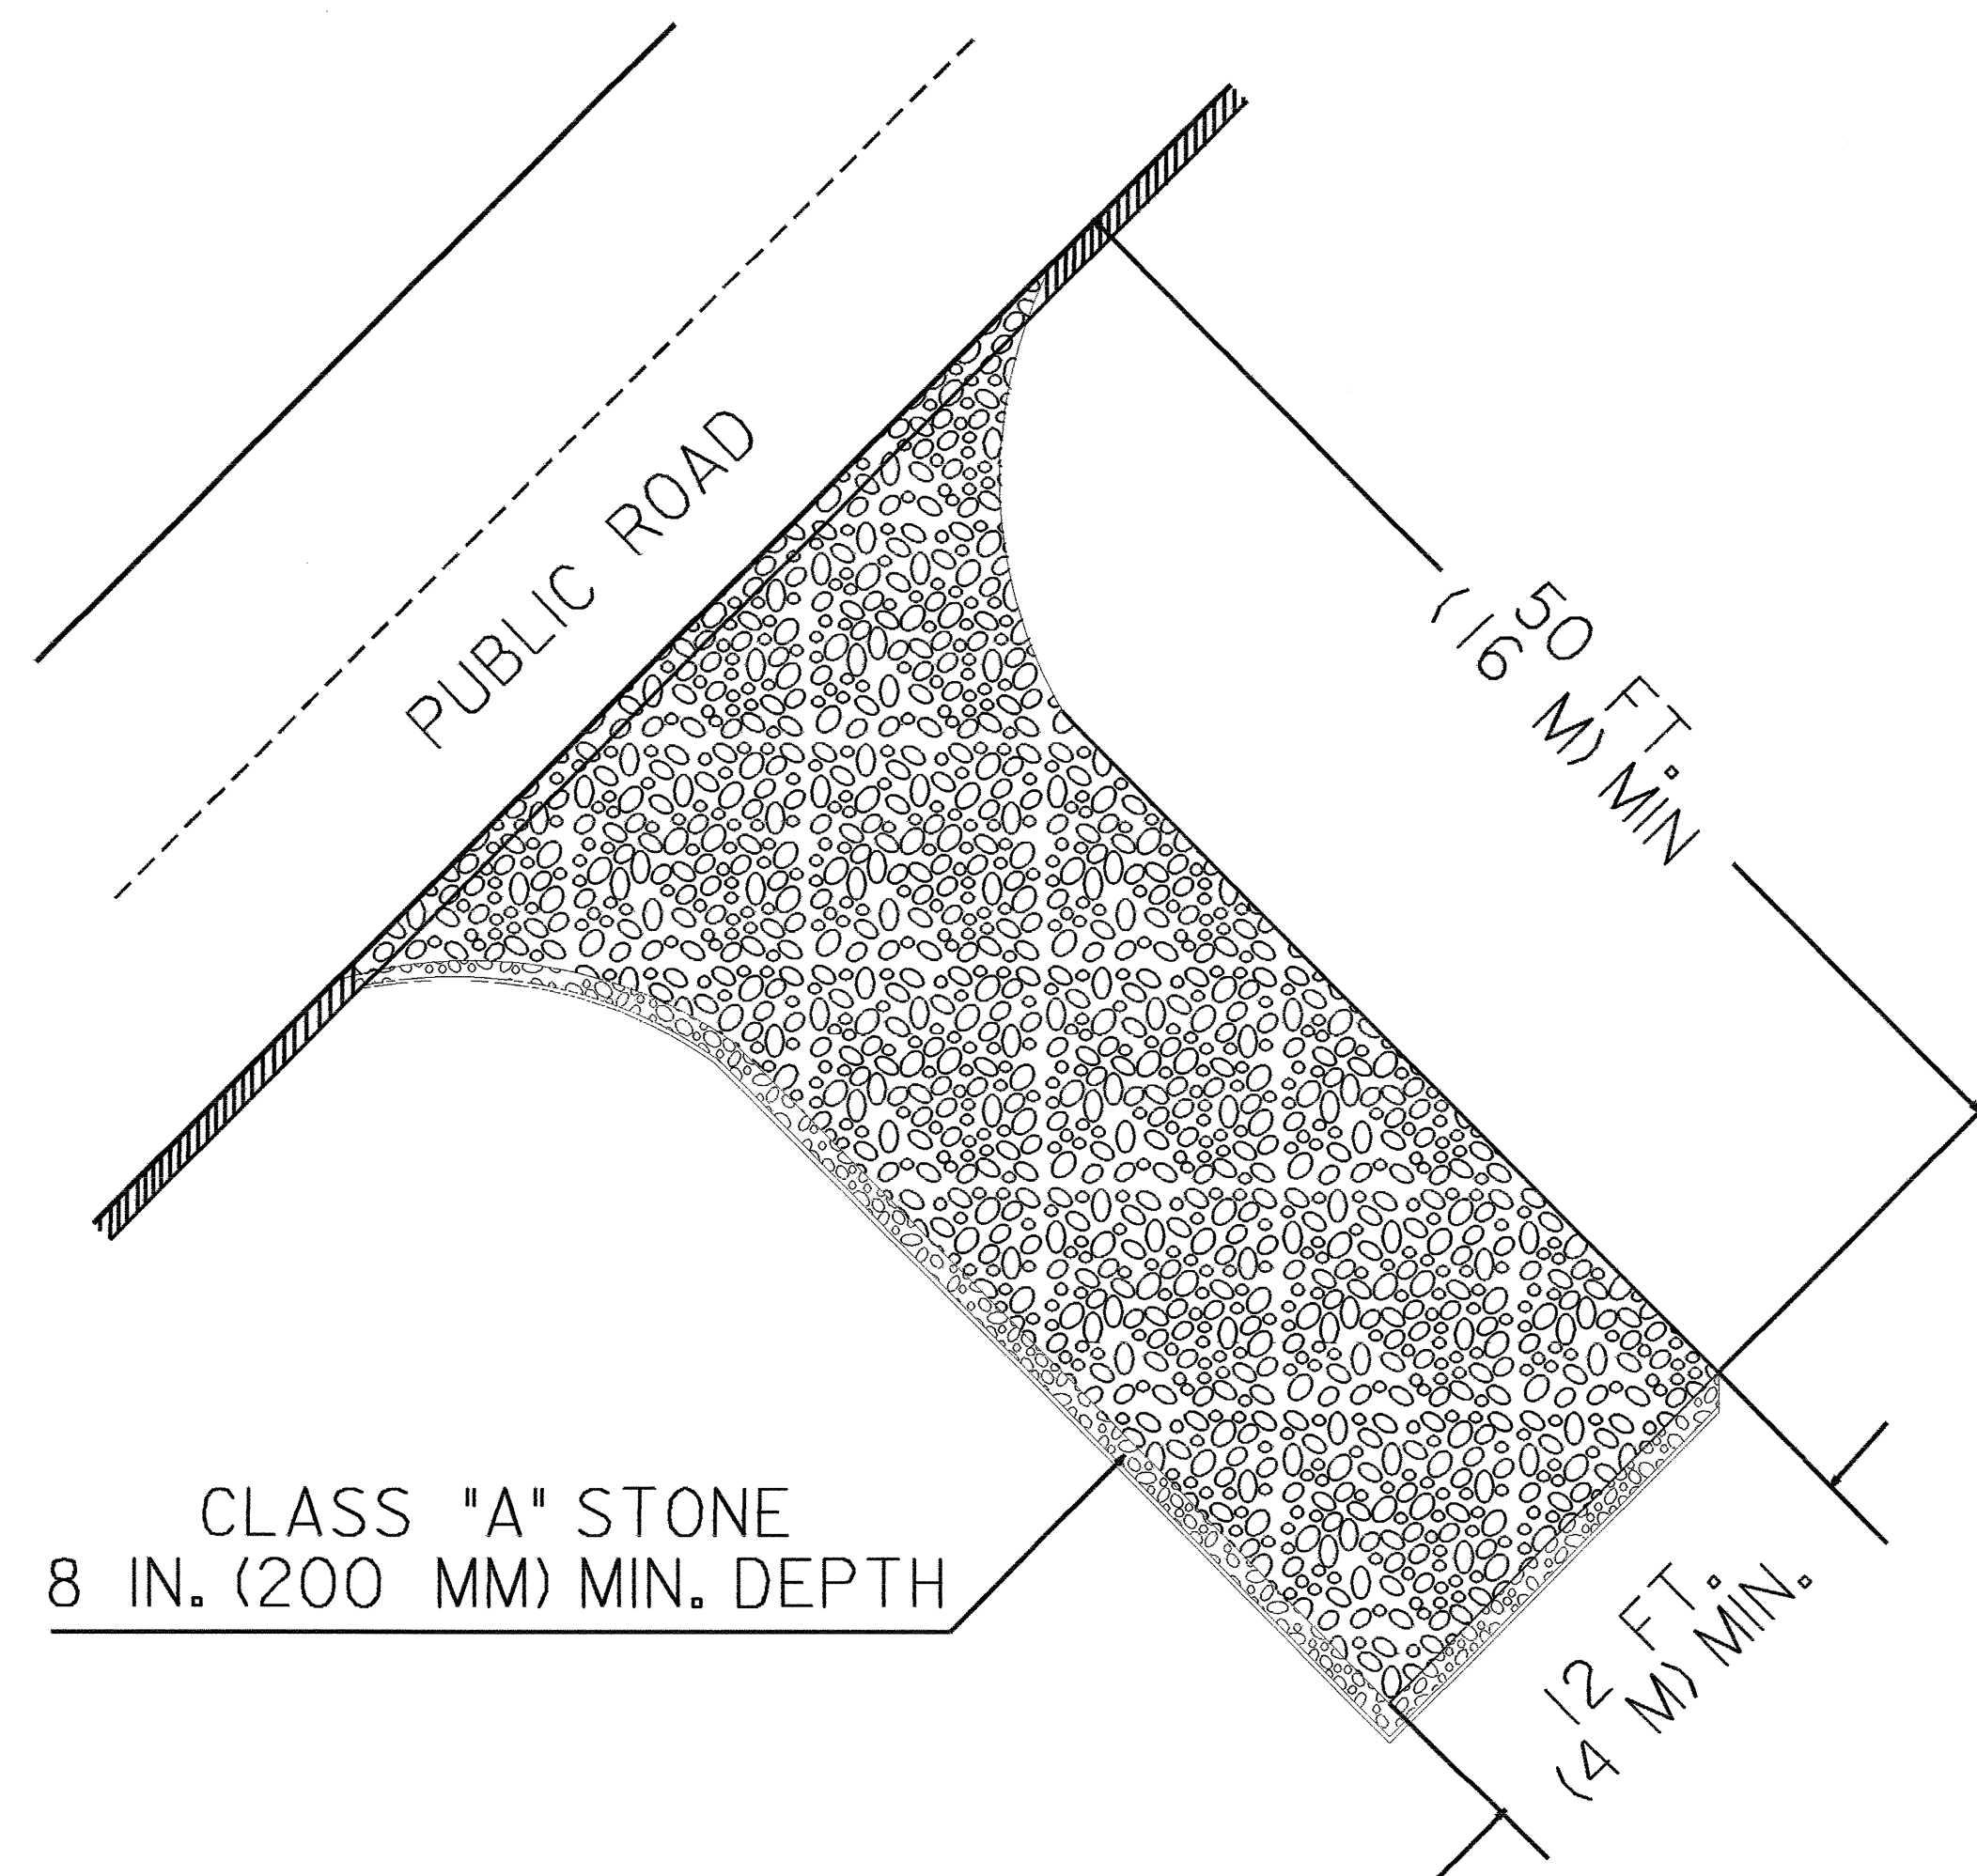 PUBLIC ROAD
50 FT.
(16 M) MIN
CLASS "A" STONE
8 IN. (200 MM) MIN. DEPTH
12 FT.
(4 M) MIN.